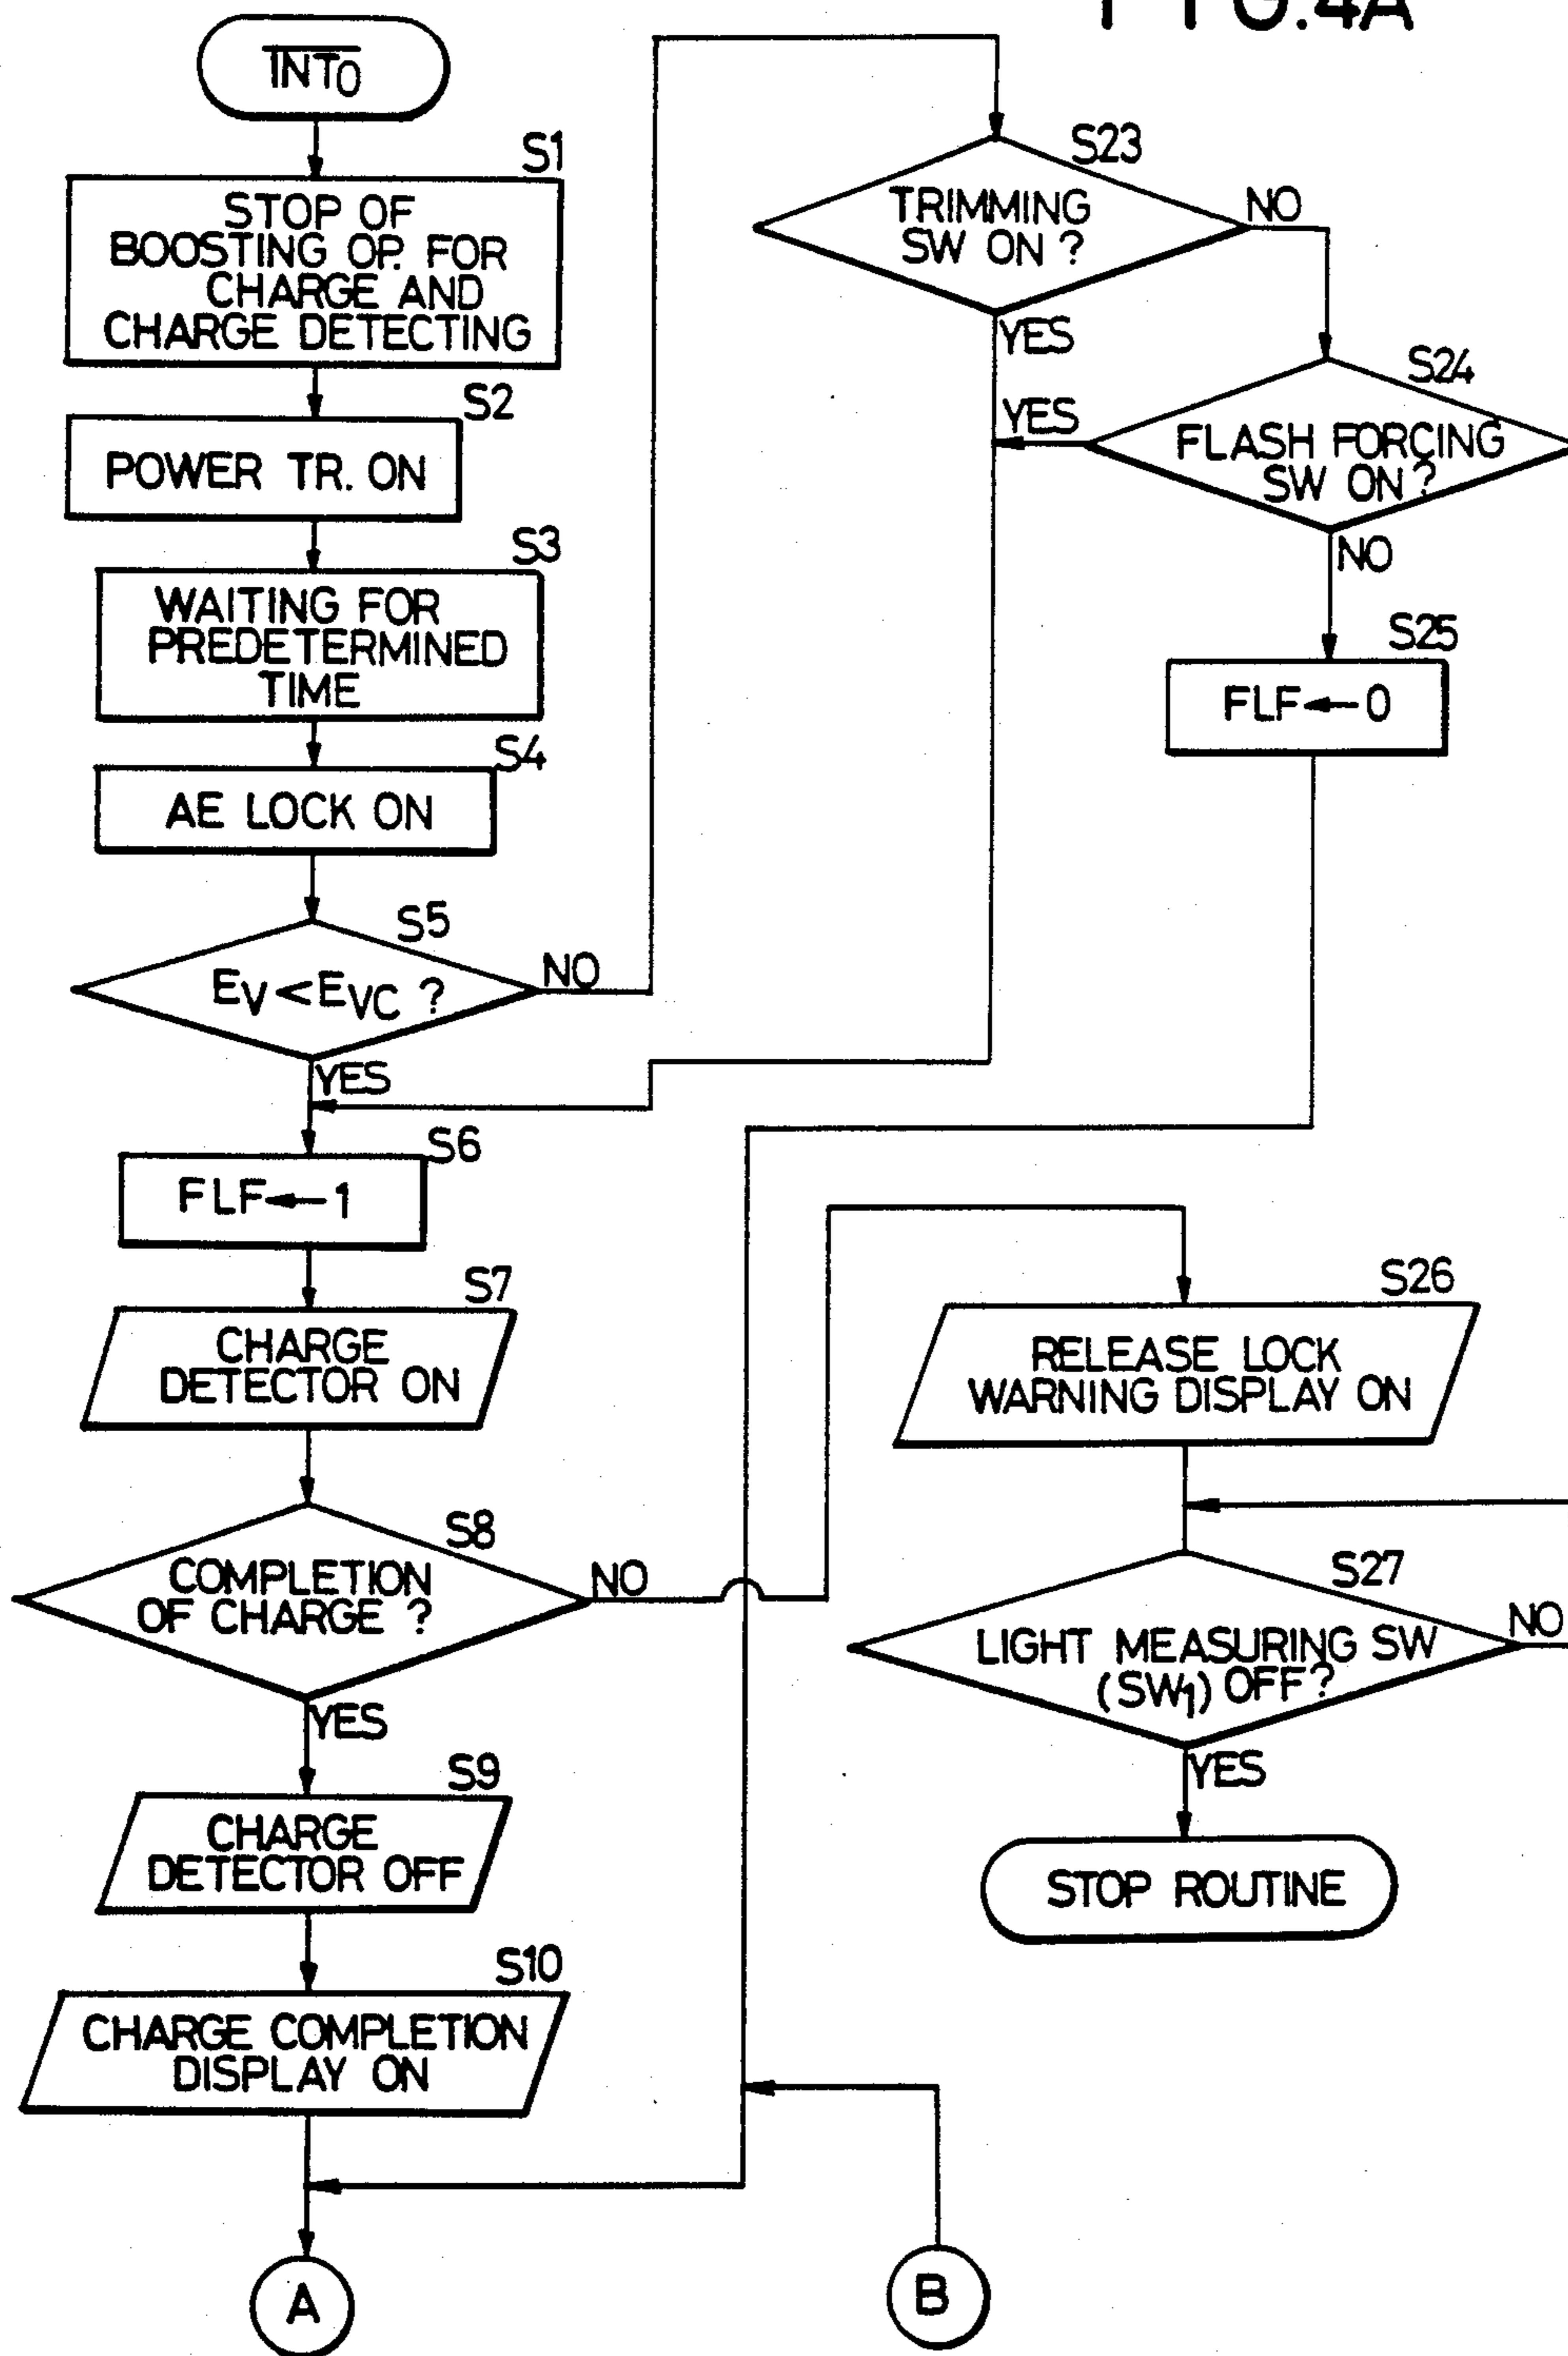 FIG.4A
INT0
S1
STOP OF
BOOSTING OP. FOR
CHARGE AND
CHARGE DETECTING
S2
POWER TR. ON
S3
WAITING FOR
PREDETERMINED
TIME
S4
AE LOCK ON
S5
EV<EVC ?
NO
YES
S6
FLF←1
S7
CHARGE
DETECTOR ON
S8
COMPLETION
OF CHARGE ?
NO
YES
S9
CHARGE
DETECTOR OFF
S10
CHARGE COMPLETION
DISPLAY ON
A
S23
TRIMMING
SW ON ?
NO
YES
S24
FLASH FORCING
SW ON ?
YES
NO
S25
FLF←0
S26
RELEASE LOCK
WARNING DISPLAY ON
S27
LIGHT MEASURING SW
(SW1) OFF?
NO
YES
STOP ROUTINE
B